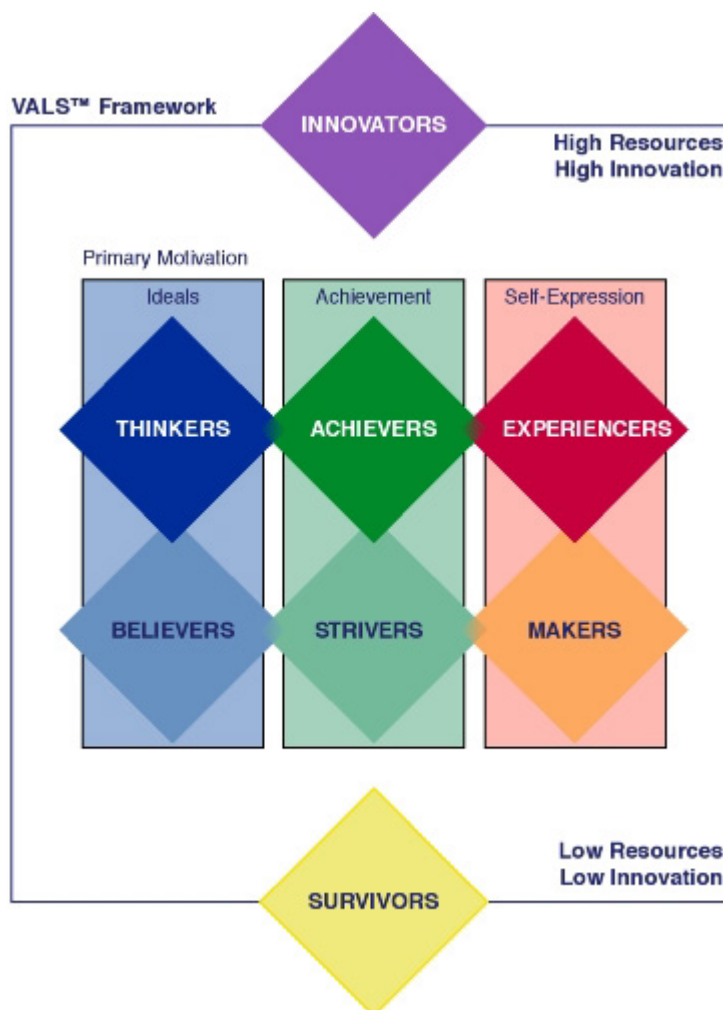 VALS™ Framework
INNOVATORS
High Resources
High Innovation
Primary Motivation
Ideals
Achievement
Self-Expression
THINKERS
ACHIEVERS
EXPERIENCERS
BELIEVERS
STRIVERS
MAKERS
Low Resources
Low Innovation
SURVIVORS